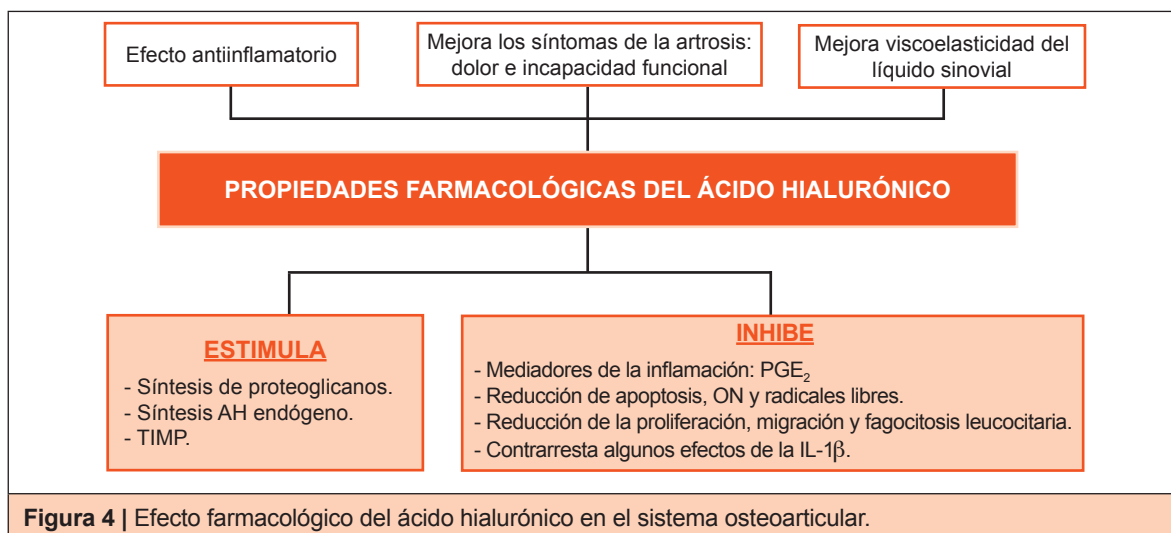 Efecto antiinflamatorio
Mejora los síntomas de la artrosis:
dolor e incapacidad funcional
Mejora viscoelasticidad del
líquido sinovial
PROPIEDADES FARMACOLÓGICAS DEL ÁCIDO HIALURÓNICO
ESTIMULA
- Síntesis de proteoglicanos.
- Síntesis AH endógeno.
- TIMP.
INHIBE
- Mediadores de la inflamación: PGE₂
- Reducción de apoptosis, ON y radicales libres.
- Reducción de la proliferación, migración y fagocitosis leucocitaria.
- Contrarresta algunos efectos de la IL-1β.
Figura 4 | Efecto farmacológico del ácido hialurónico en el sistema osteoarticular.